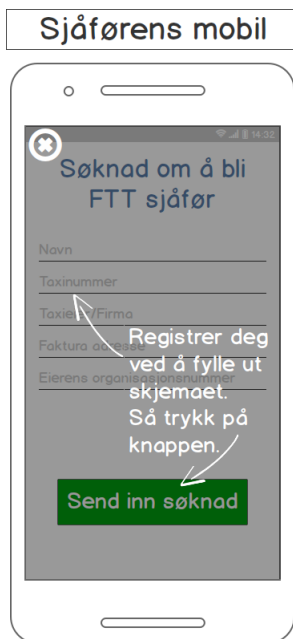 Sjåførens mobil
14:32
Søknad om å bli
FTT sjåfør
Navn
Taxinummer
Taxieier/Firma
Faktura adresse
Eierens organisasjonsnummer
Registrer deg
ved å fylle ut
skjemaet.
Så trykk på
knappen.
Send inn søknad